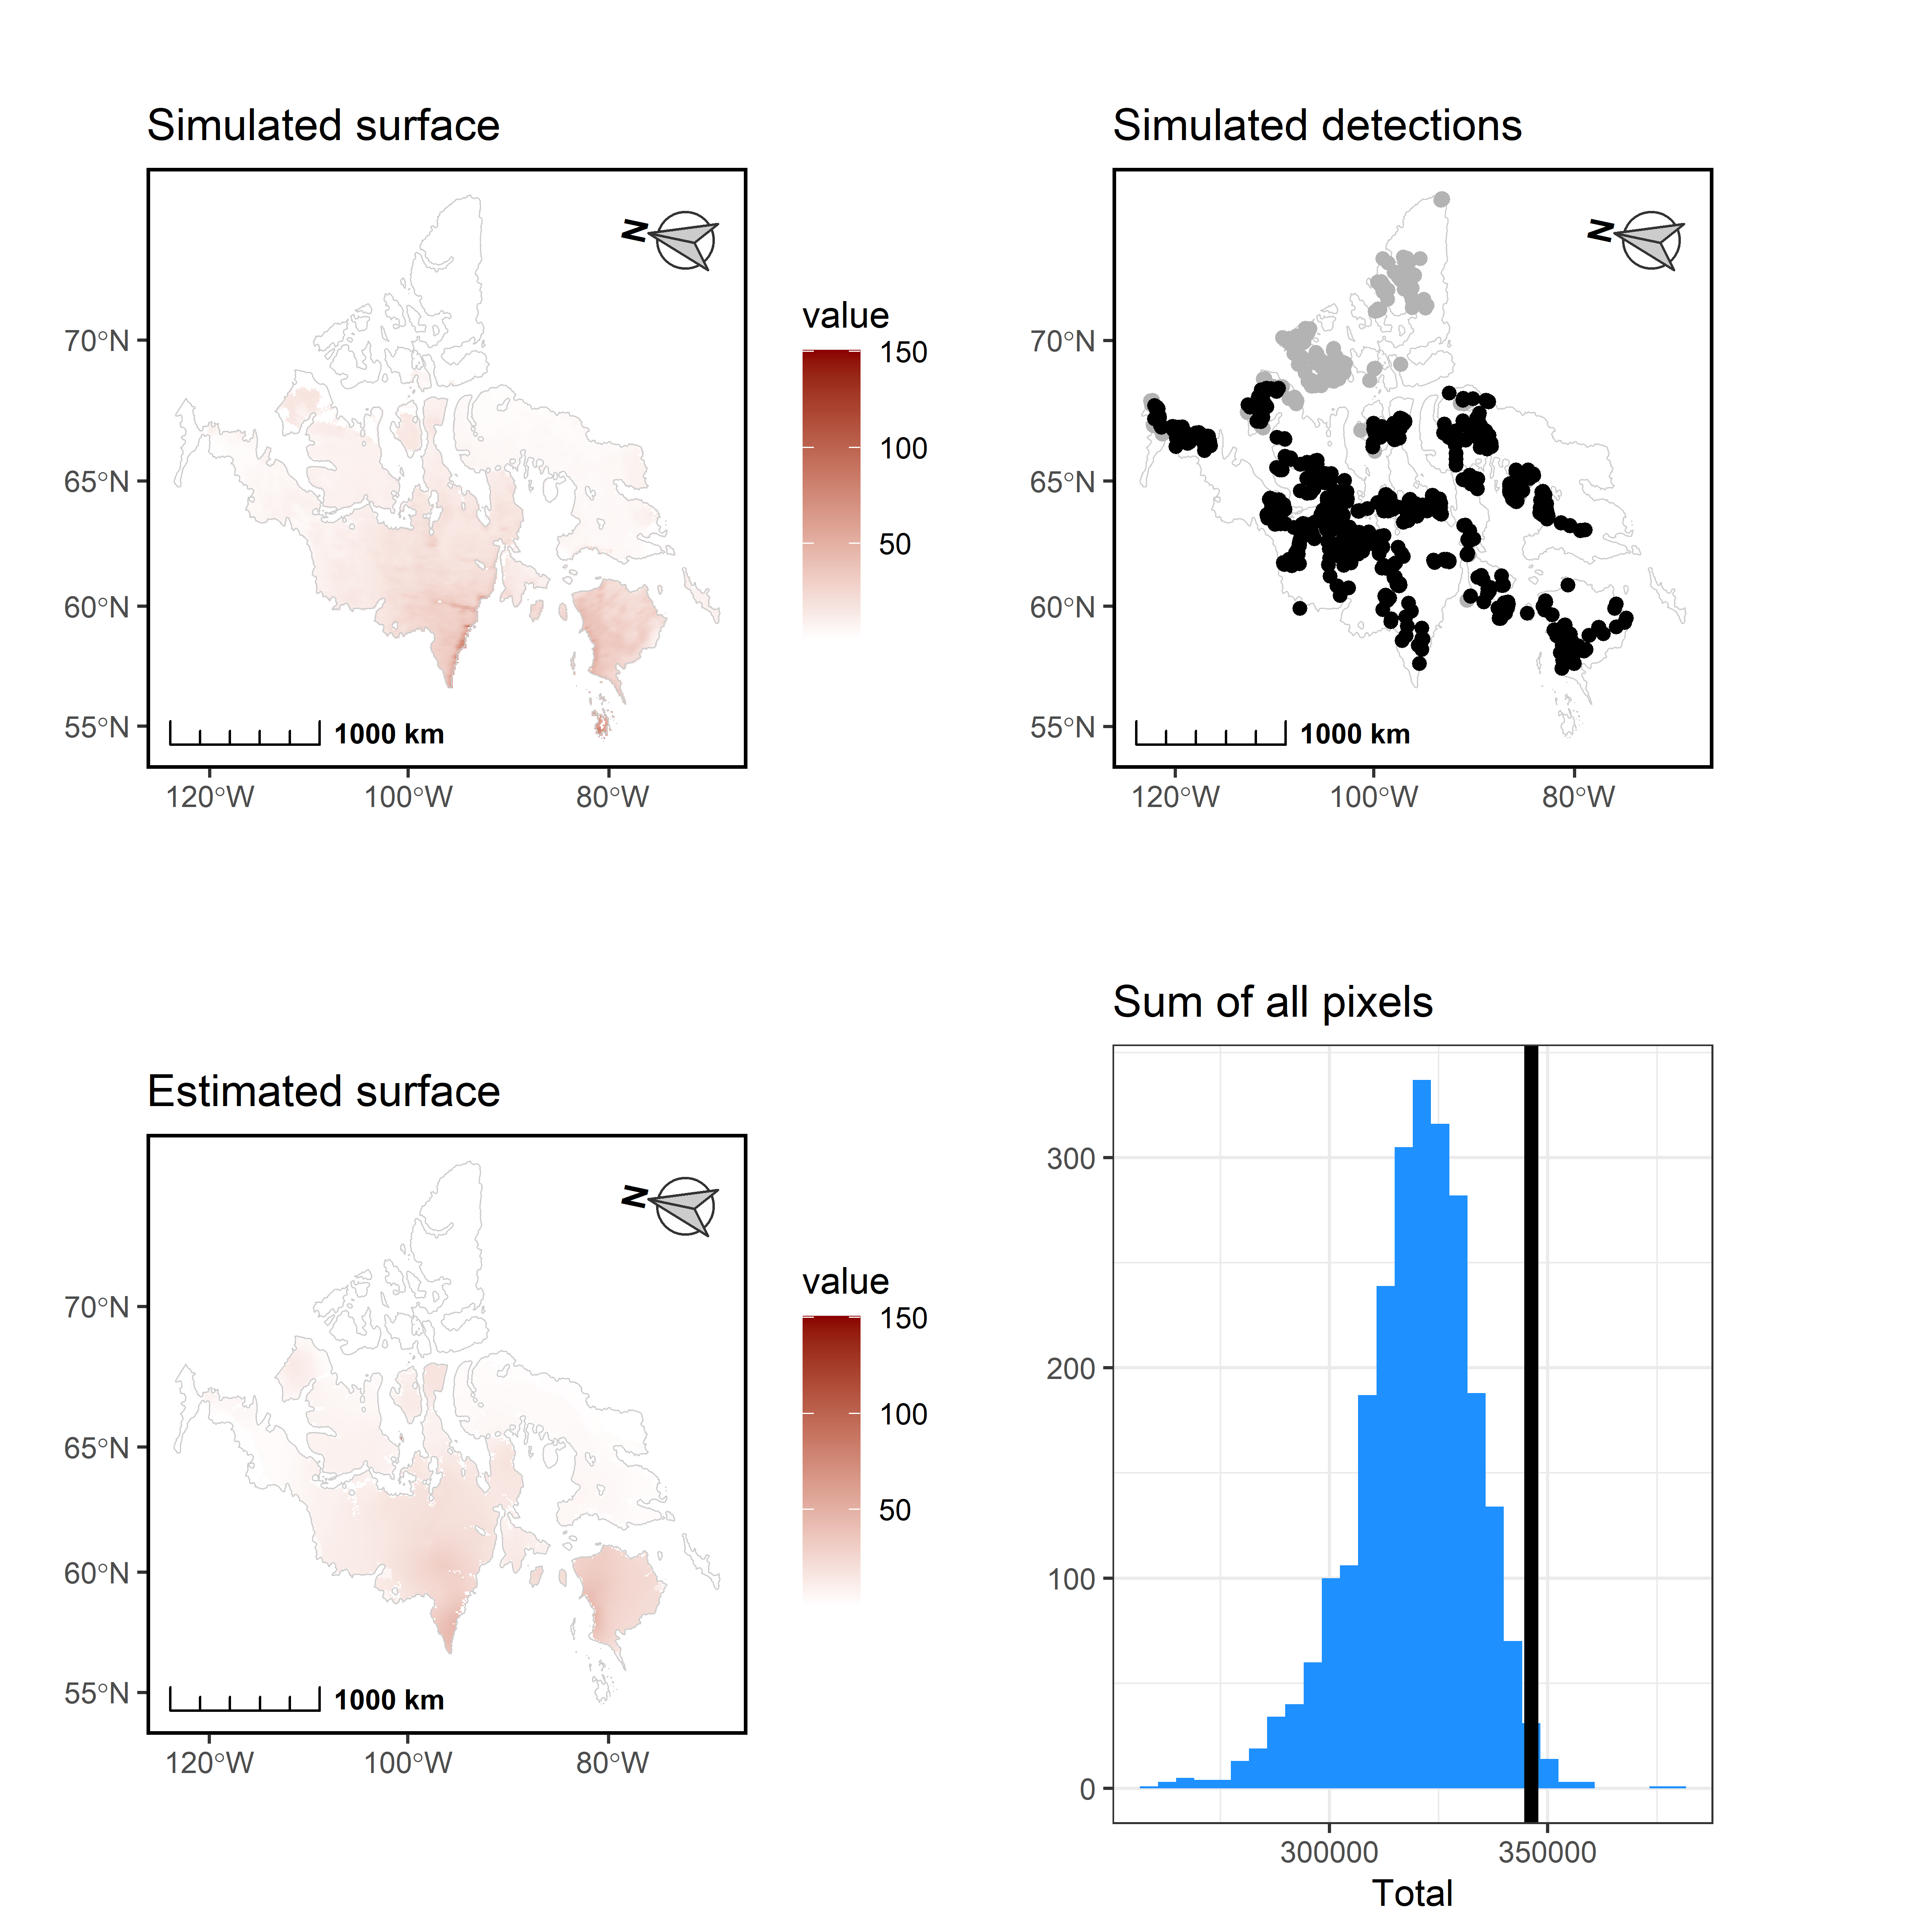 Simulated surface
N
70°N
65°N
60°N
55°N
1000 km
120°W 100°W 80°W
value
150
100
50
Simulated detections
N
70°N
65°N
60°N
55°N
1000 km
120°W 100°W 80°W
Estimated surface
N
70°N
65°N
60°N
55°N
1000 km
120°W 100°W 80°W
value
150
100
50
Sum of all pixels
300
200
100
0
300000 350000
Total